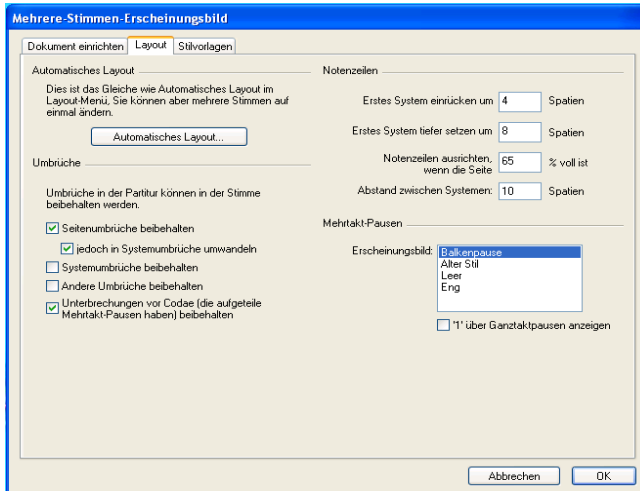 Mehrere-Stimmen-Erscheinungsbild
Dokument einrichten
Layout
Stilvorlagen
Automatisches Layout
Dies ist das Gleiche wie Automatisches Layout im
Layout-Menü, Sie können aber mehrere Stimmen auf
einmal ändern.
Automatisches Layout...
Umbrüche
Umbrüche in der Partitur können in der Stimme
beibehalten werden.
Seitenumbrüche beibehalten
jedoch in Systemumbrüche umwandeln
Systemumbrüche beibehalten
Andere Umbrüche beibehalten
Unterbrechungen vor Codae (die aufgeteile
Mehrtakt-Pausen haben) beibehalten
Notenzeilen
Erstes System einrücken um 4 Spatien
Erstes System tiefer setzen um 8 Spatien
Notenzeilen ausrichten,
wenn die Seite 65 % voll ist
Abstand zwischen Systemen: 10 Spatien
Mehrtakt-Pausen
Erscheinungsbild: Balkenpause
Alter Stil
Leer
Eng
'1' über Ganztaktpausen anzeigen
Abbrechen
OK